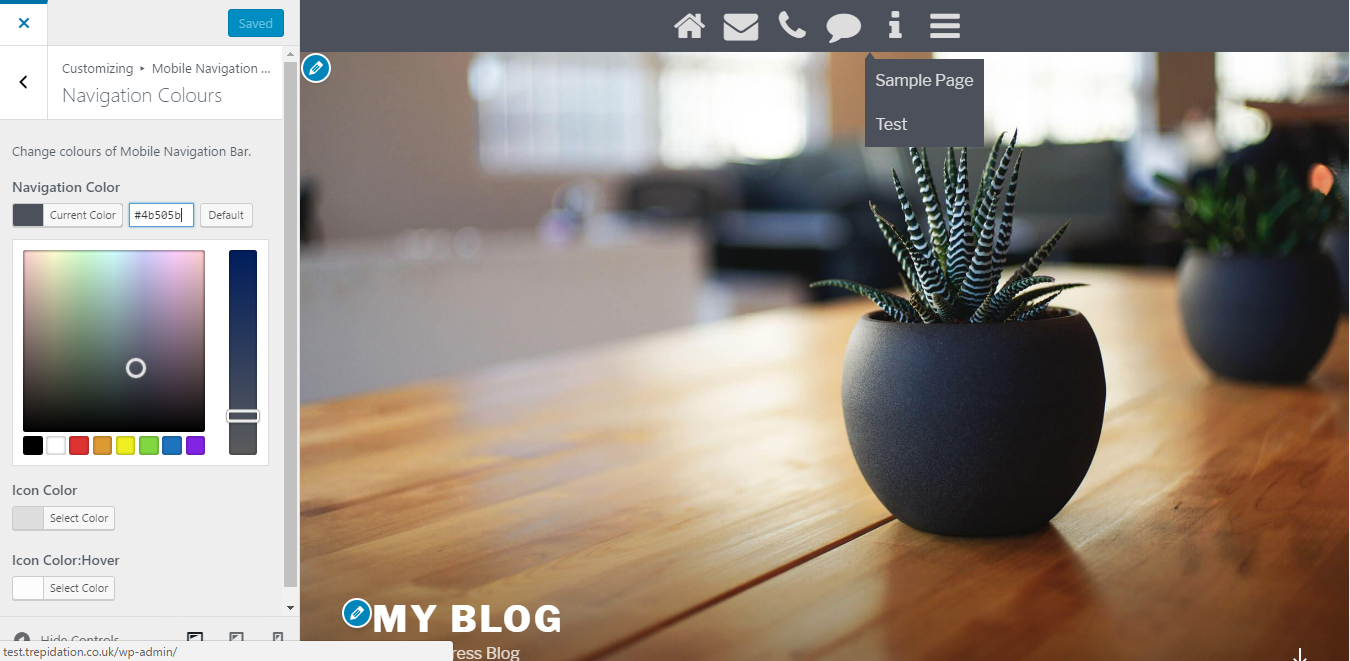 Saved
Customizing ▸ Mobile Navigation ...
Navigation Colours
Change colours of Mobile Navigation Bar.
Navigation Color
Current Color
#4b505b
Default
Icon Color
Select Color
Icon Color:Hover
Select Color
Hide Controls
test.trepidation.co.uk/wp-admin/
Sample Page
Test
MY BLOG
ress Blog